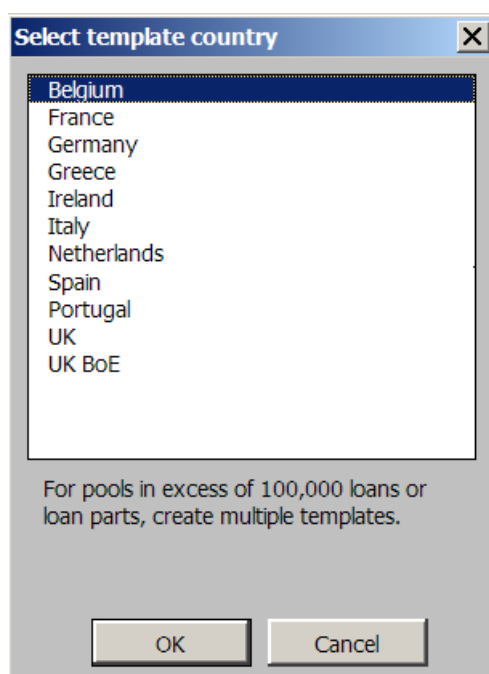 Select template country
Belgium
France
Germany
Greece
Ireland
Italy
Netherlands
Spain
Portugal
UK
UK BoE
For pools in excess of 100,000 loans or
loan parts, create multiple templates.
OK
Cancel